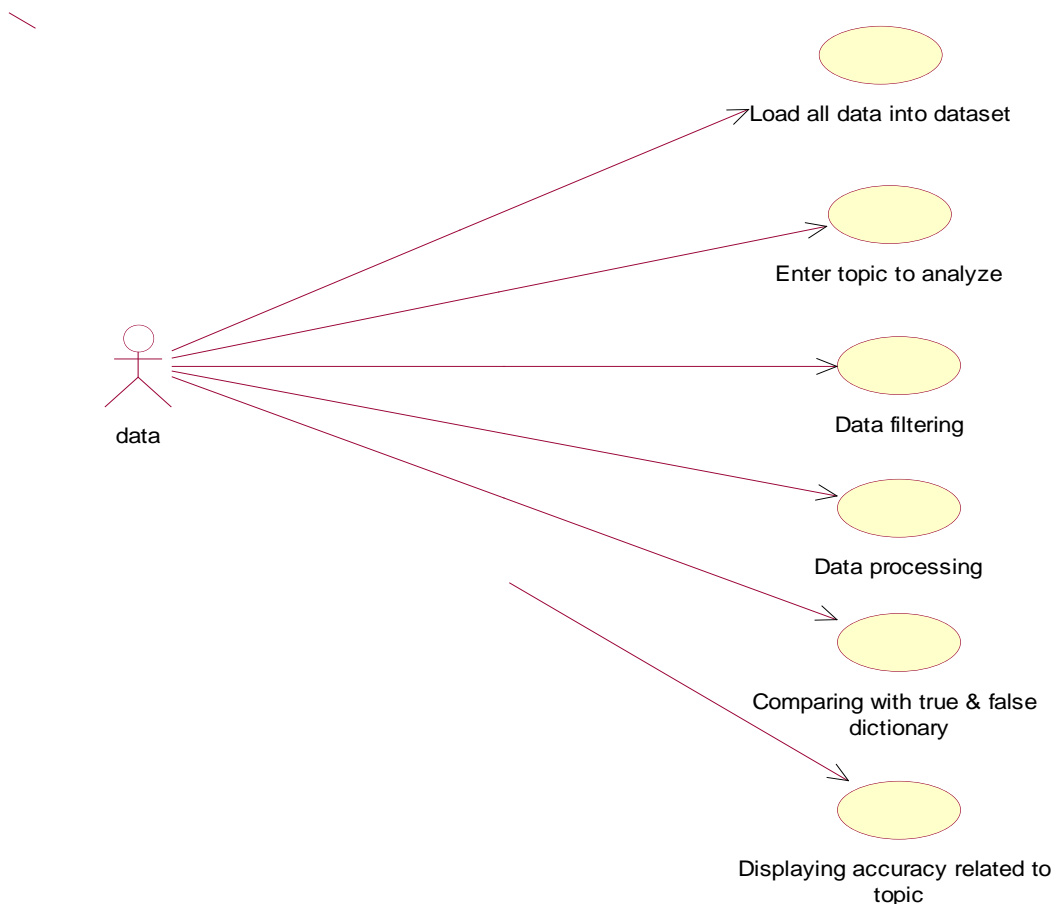 Load all data into dataset
Enter topic to analyze
Data filtering
data
Data processing
Comparing with true & false
dictionary
Displaying accuracy related to
topic